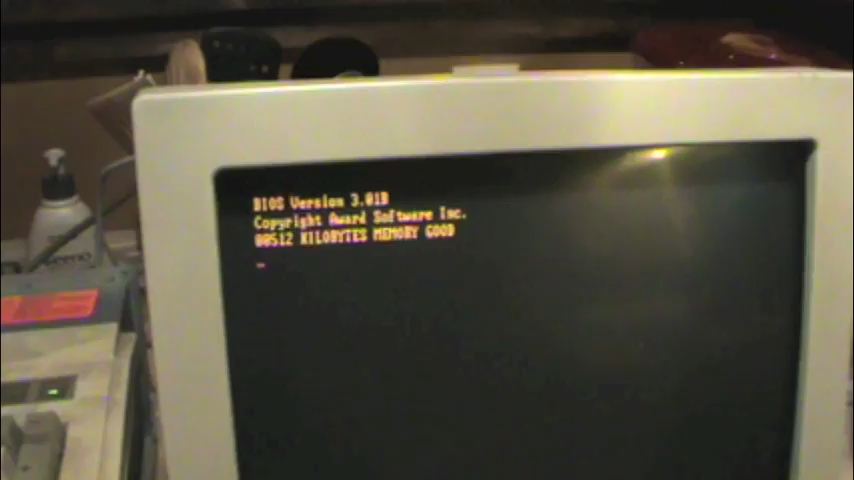 BIOS Version 3.01B
Copyright Award Software Inc.
00512 KILOBYTES MEMORY GOOD